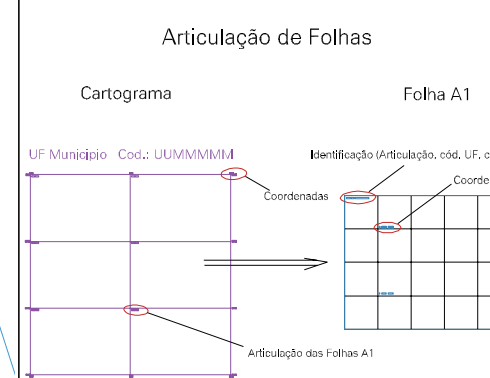 Articulação de Folhas
Cartograma
Folha A1
UF Município Cod.: UUMMMMM
Identificação (Articulação, cód. UF, c
Coordenadas
Coorde
Articulação das Folhas A1